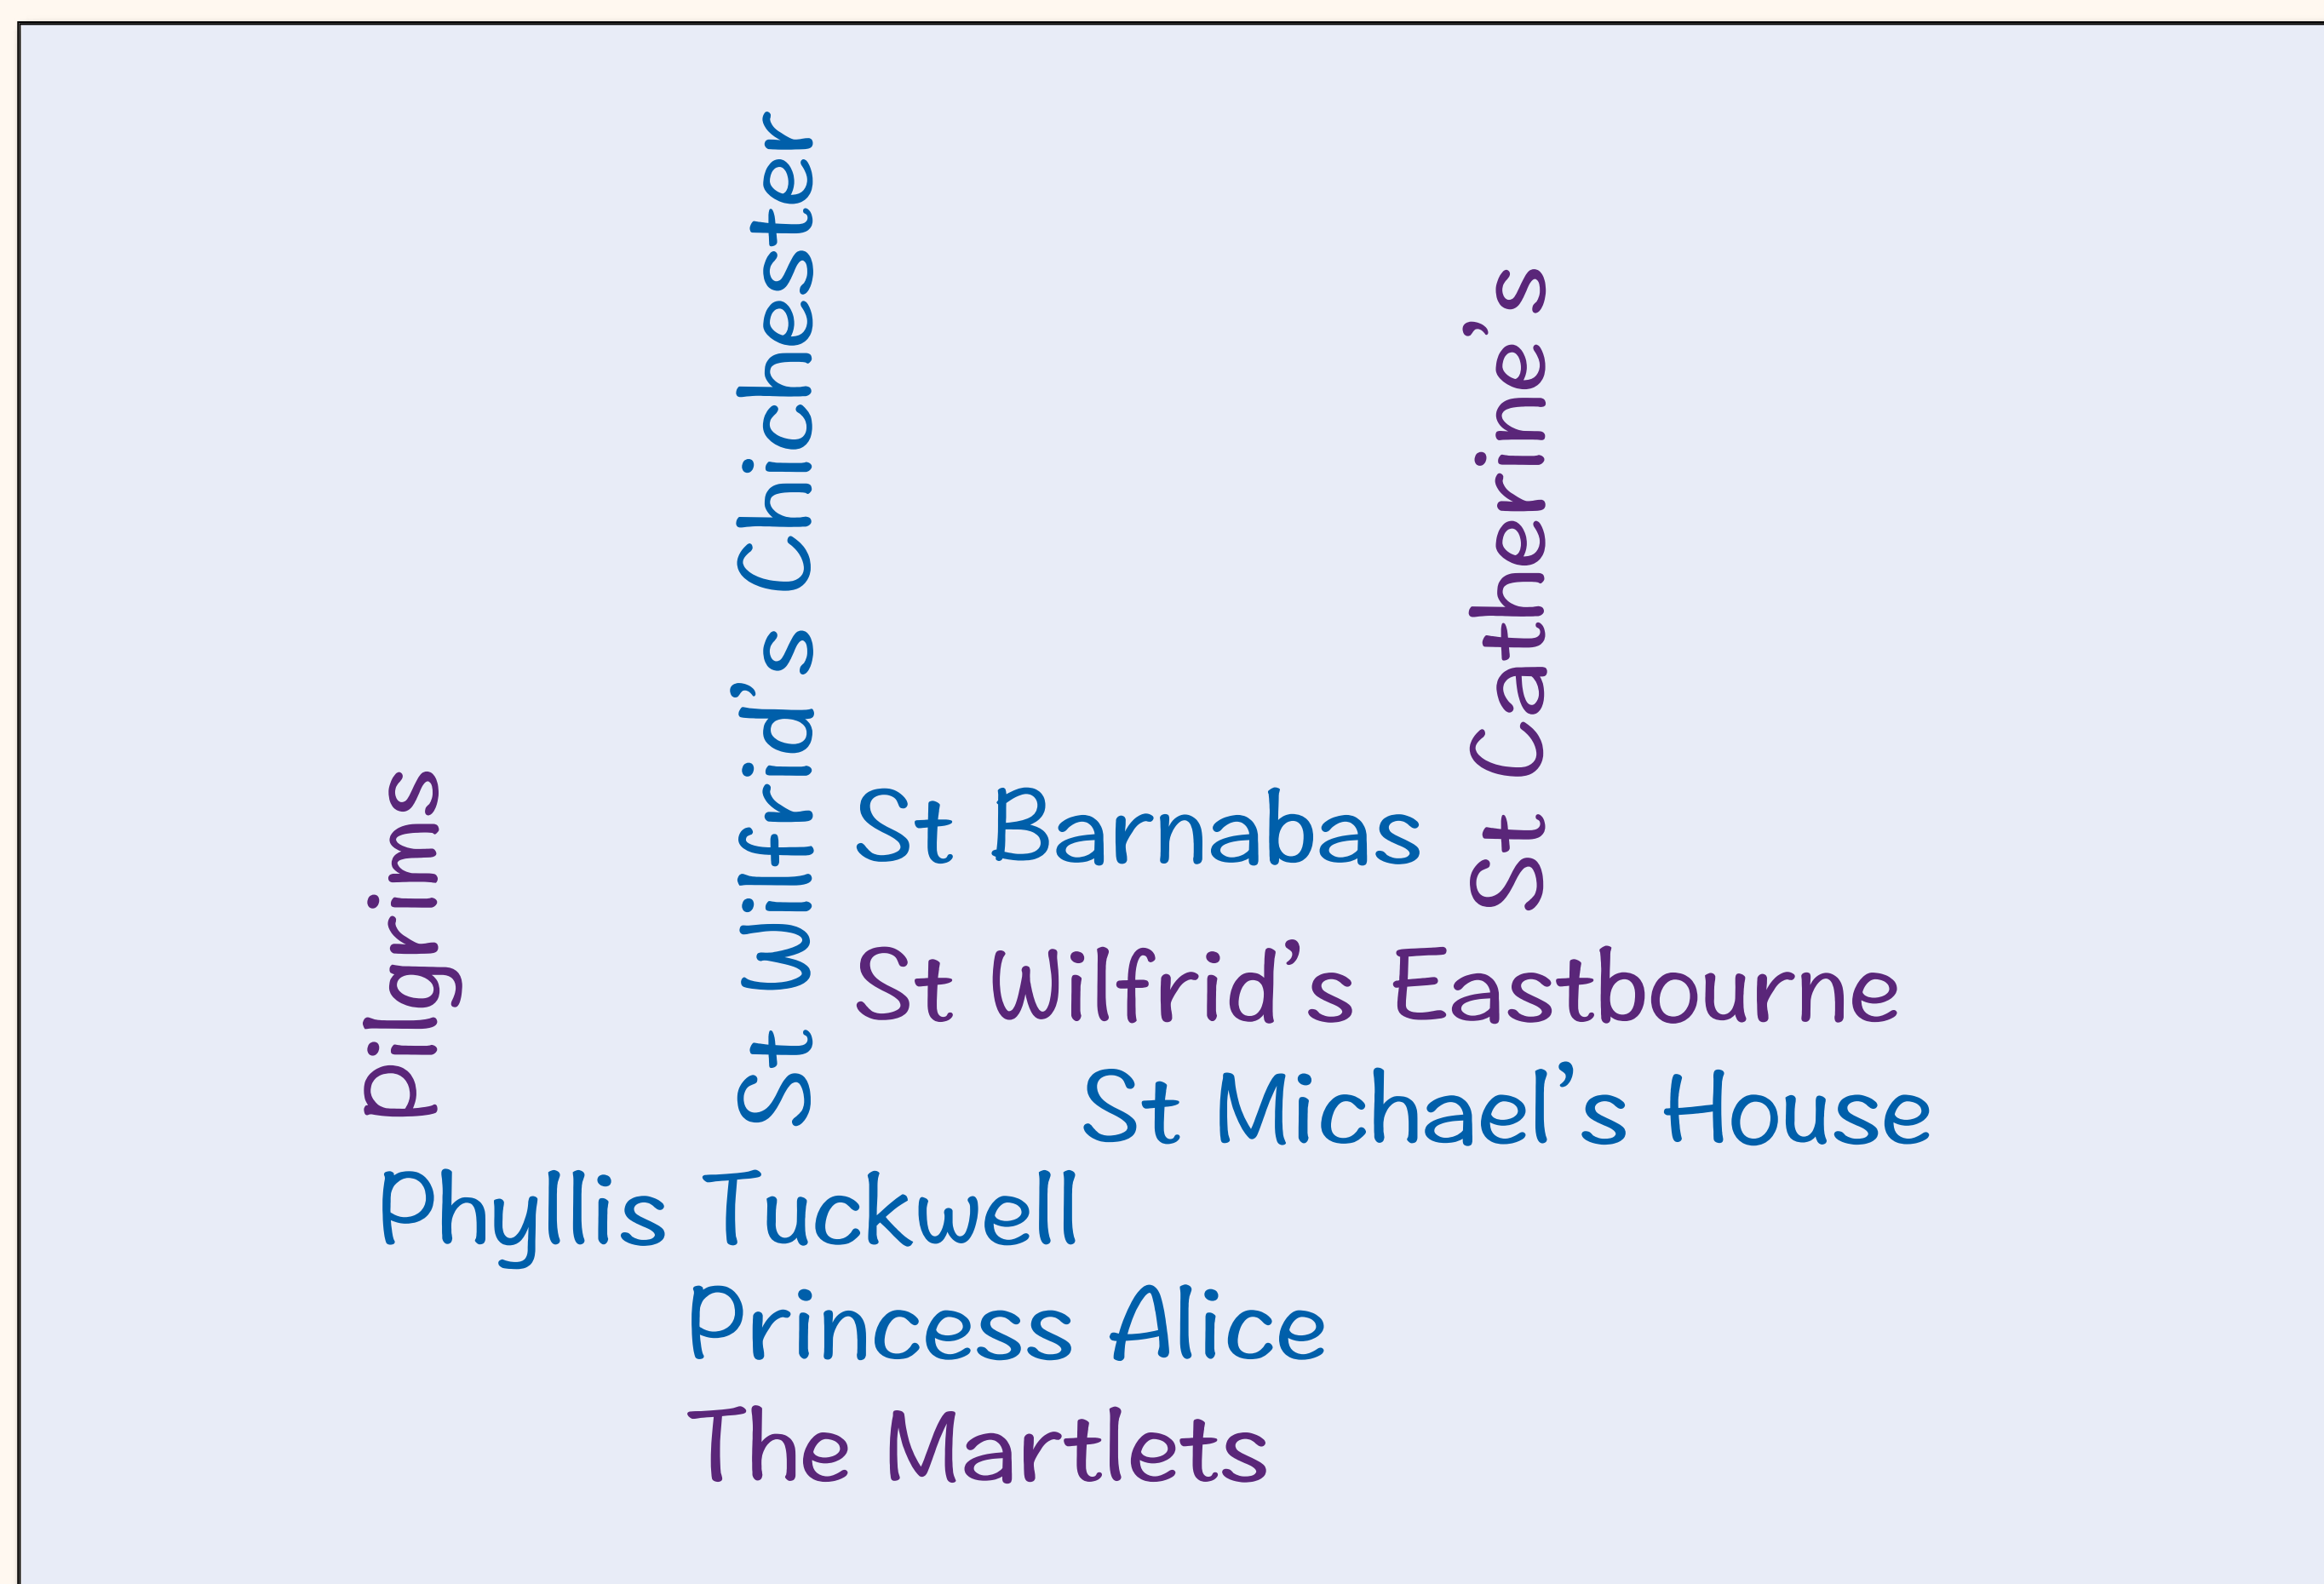 Pilgrims
St Wilfrid’s Chichester
St Catherine’s
St Barnabas
St Wilfrid’s Eastbourne
St Michael’s House
Phyllis Tuckwell
Princess Alice
The Martlets